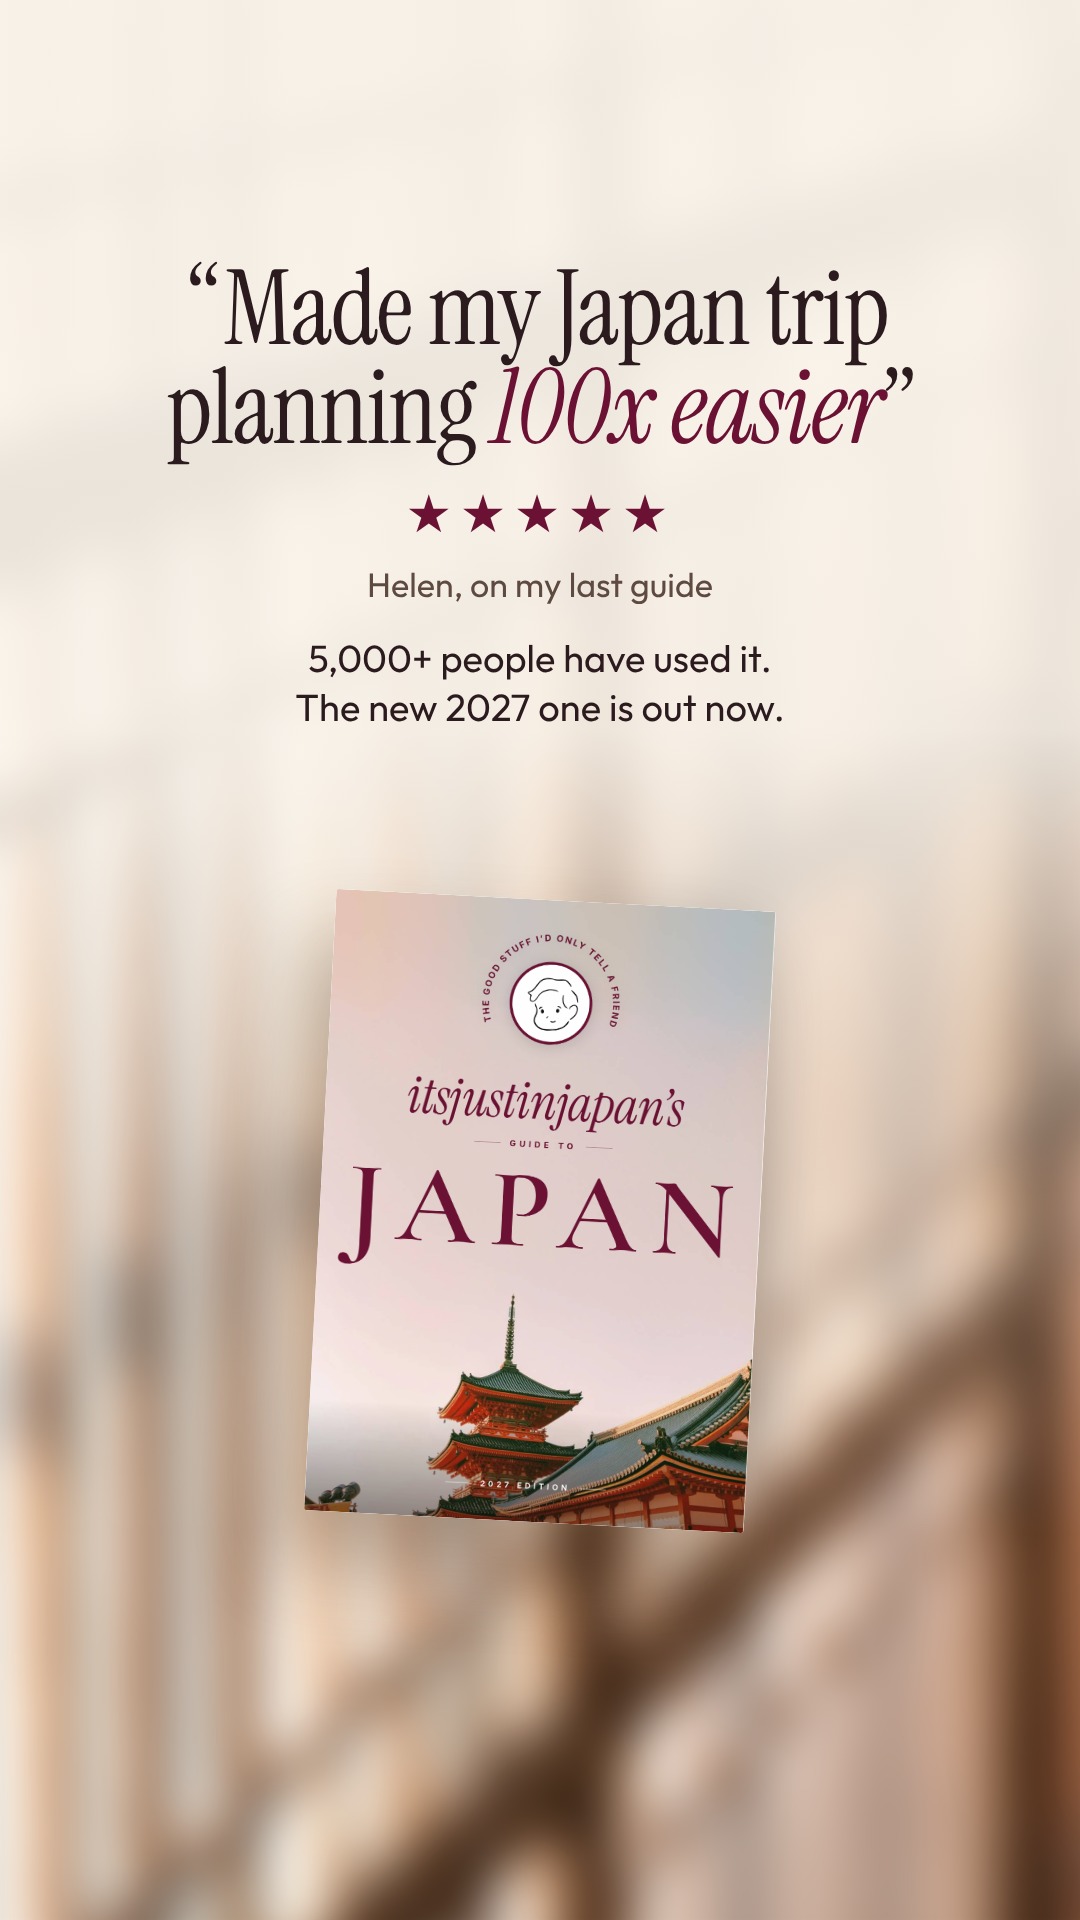 “Made my Japan trip
planning 100x easier”
★★★★★
Helen, on my last guide
5,000+ people have used it.
The new 2027 one is out now.
THE GOOD STUFF I'D ONLY TELL A FRIEND
itsjustinjapan’s
GUIDE TO
JAPAN
2027 EDITION